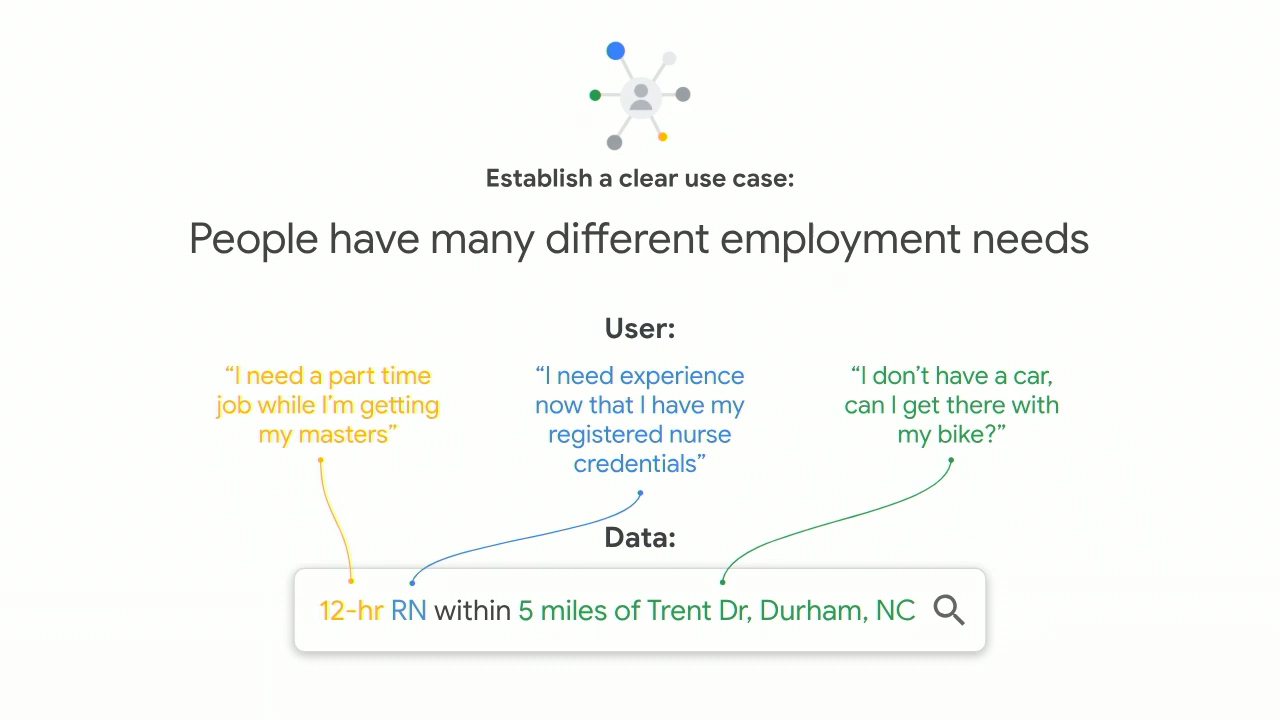 Establish a clear use case:
People have many different employment needs
User:
“I need a part time
job while I’m getting
my masters”
“I need experience
now that I have my
registered nurse
credentials”
“I don’t have a car,
can I get there with
my bike?”
Data:
12-hr RN within 5 miles of Trent Dr, Durham, NC